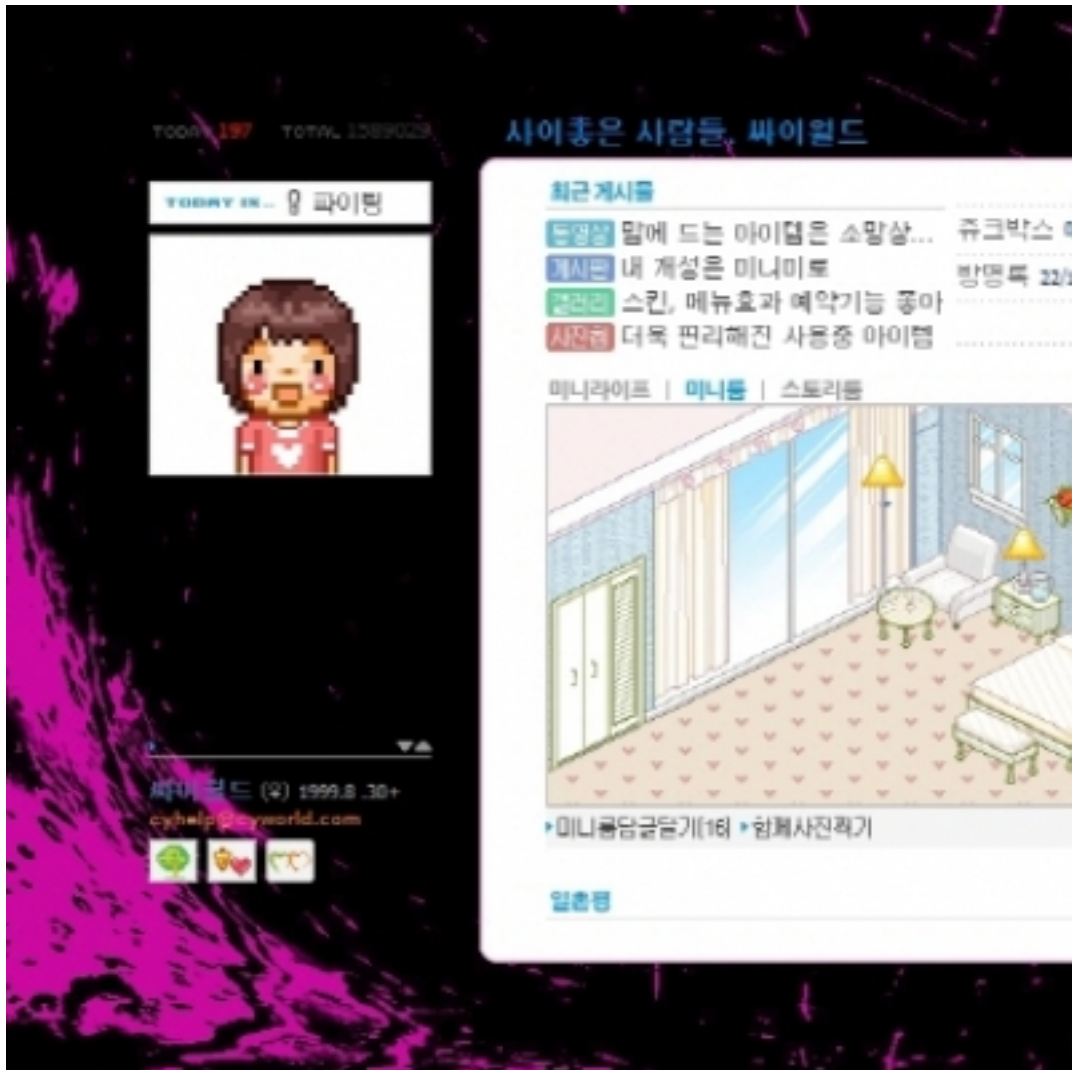 TODAY 197 TOTAL 1589029
사이좋은 사람들, 싸이월드
TODAY IS.. 파이팅
최근 게시물
동영상 맘에 드는 아이템은 소망상...
게시판 내 개성은 미니미로
갤러리 스킨, 메뉴효과 예약기능 좋아
사진첩 더욱 편리해진 사용중 아이템
쥬크박스
방명록 22/
미니라이프 | 미니룸 | 스토리룸
싸이월드 (우) 1999.8 .30+
cyhelp@cyworld.com
미니룸답글달기[16] 함께사진찍기
일촌평